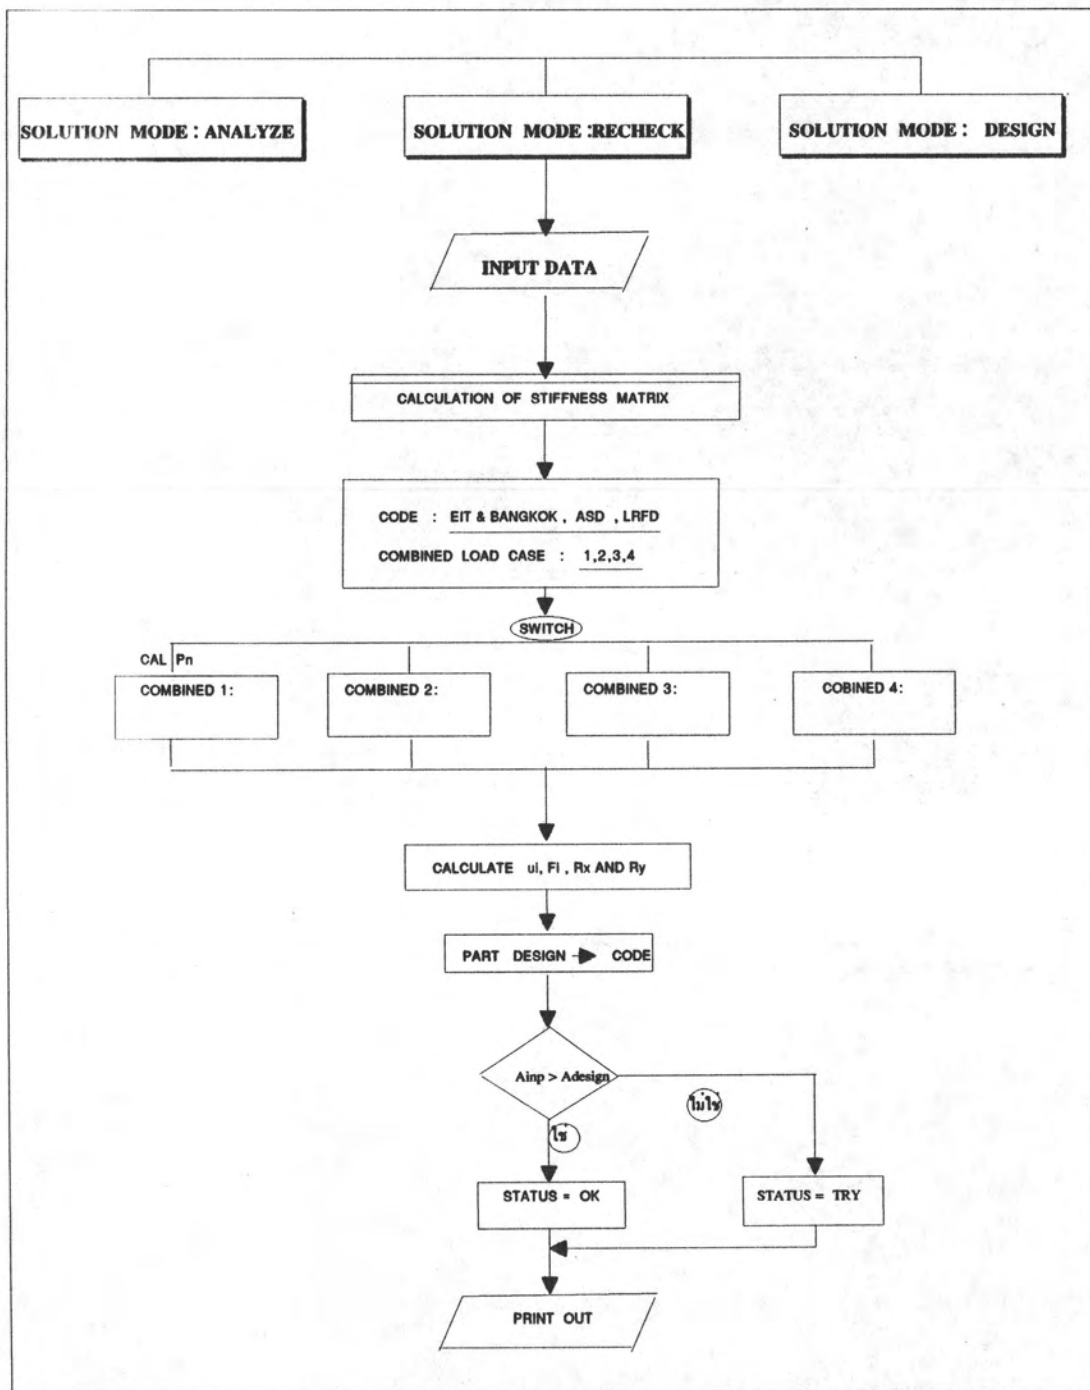 SOLUTION MODE : ANALYZE
SOLUTION MODE :RECHECK
SOLUTION MODE : DESIGN
INPUT DATA
CALCULATION OF STIFFNESS MATRIX
CODE : EIT & BANGKOK , ASD , LRFD
COMBINED LOAD CASE : 1,2,3,4
SWITCH
CAL Pn
COMBINED 1:
COMBINED 2:
COMBINED 3:
COBINED 4:
CALCULATE ui, Fi , Rx AND Ry
PART DESIGN CODE
Ainp > Adesign
ไม่ใช่
ใช่
STATUS = OK
STATUS = TRY
PRINT OUT